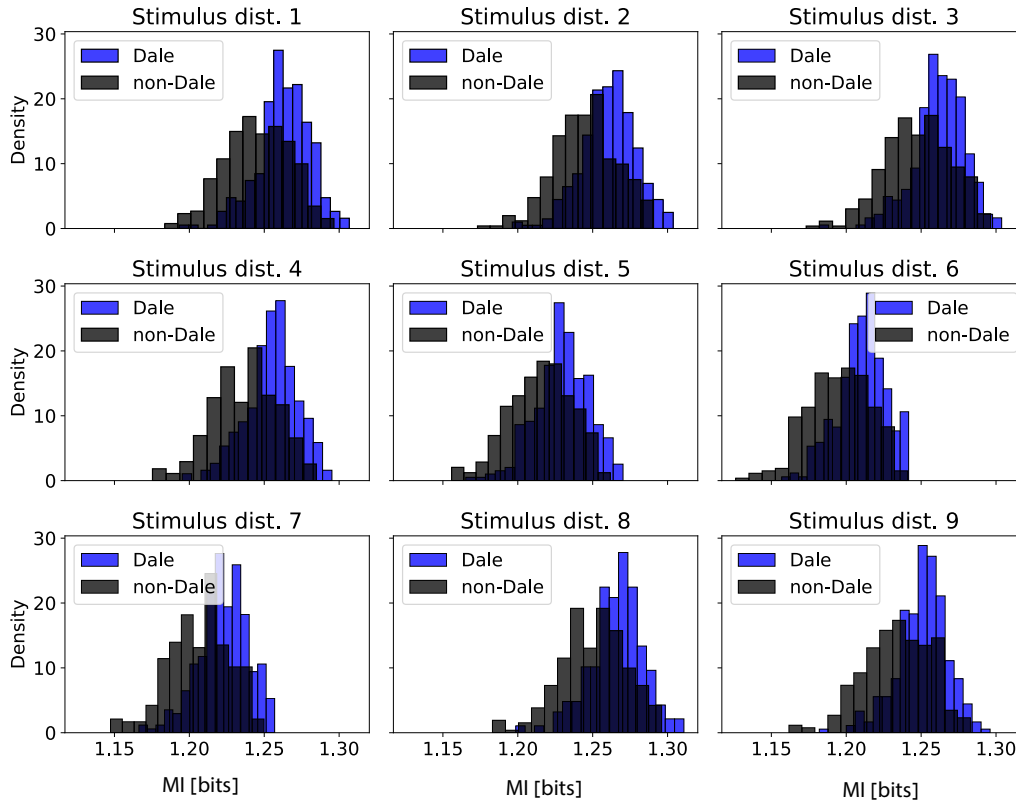 Stimulus dist. 1
Stimulus dist. 2
Stimulus dist. 3
30
20
10
0
Density
Dale
non-Dale
Dale
non-Dale
Dale
non-Dale
Stimulus dist. 4
Stimulus dist. 5
Stimulus dist. 6
30
20
10
0
Density
Dale
non-Dale
Dale
non-Dale
Dale
non-Dale
Stimulus dist. 7
Stimulus dist. 8
Stimulus dist. 9
30
20
10
0
Density
Dale
non-Dale
Dale
non-Dale
Dale
non-Dale
1.15 1.20 1.25 1.30
1.15 1.20 1.25 1.30
1.15 1.20 1.25 1.30
MI [bits]
MI [bits]
MI [bits]